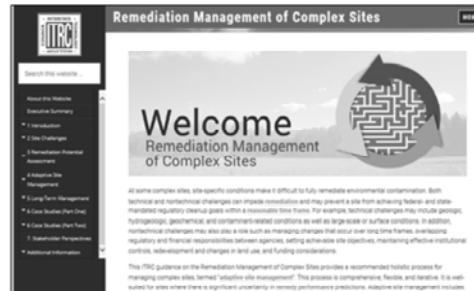 ITRC
Remediation Management of Complex Sites
Search this website ...
About this Website
Executive Summary
1 Introduction
2 Site Challenges
3 Remediation Potential
Assessment
4 Adaptive Site
Management
5 Long-Term Management
6 Case Studies (Part One)
6 Case Studies (Part Two)
7. Stakeholder Perspectives
Additional Information
Welcome
Remediation Management
of Complex Sites
At some complex sites, site-specific conditions make it difficult to fully remediate environmental contamination. Both
technical and nontechnical challenges can impede remediation and may prevent a site from achieving federal- and state-
mandated regulatory cleanup goals within a reasonable time frame. For example, technical challenges may include geologic,
hydrogeologic, geochemical, and contaminant-related conditions as well as large-scale or surface conditions. In addition,
nontechnical challenges may also play a role such as managing changes that occur over long time frames, overlapping
regulatory and financial responsibilities between agencies, setting achievable site objectives, maintaining effective institutional
controls, redevelopment and changes in land use, and funding considerations.
This ITRC guidance on the Remediation Management of Complex Sites provides a recommended holistic process for
managing complex sites, termed "adaptive site management". This process is comprehensive, flexible, and iterative. It is well-
suited for sites where there is significant uncertainty in remedy performance predictions. Adaptive site management includes